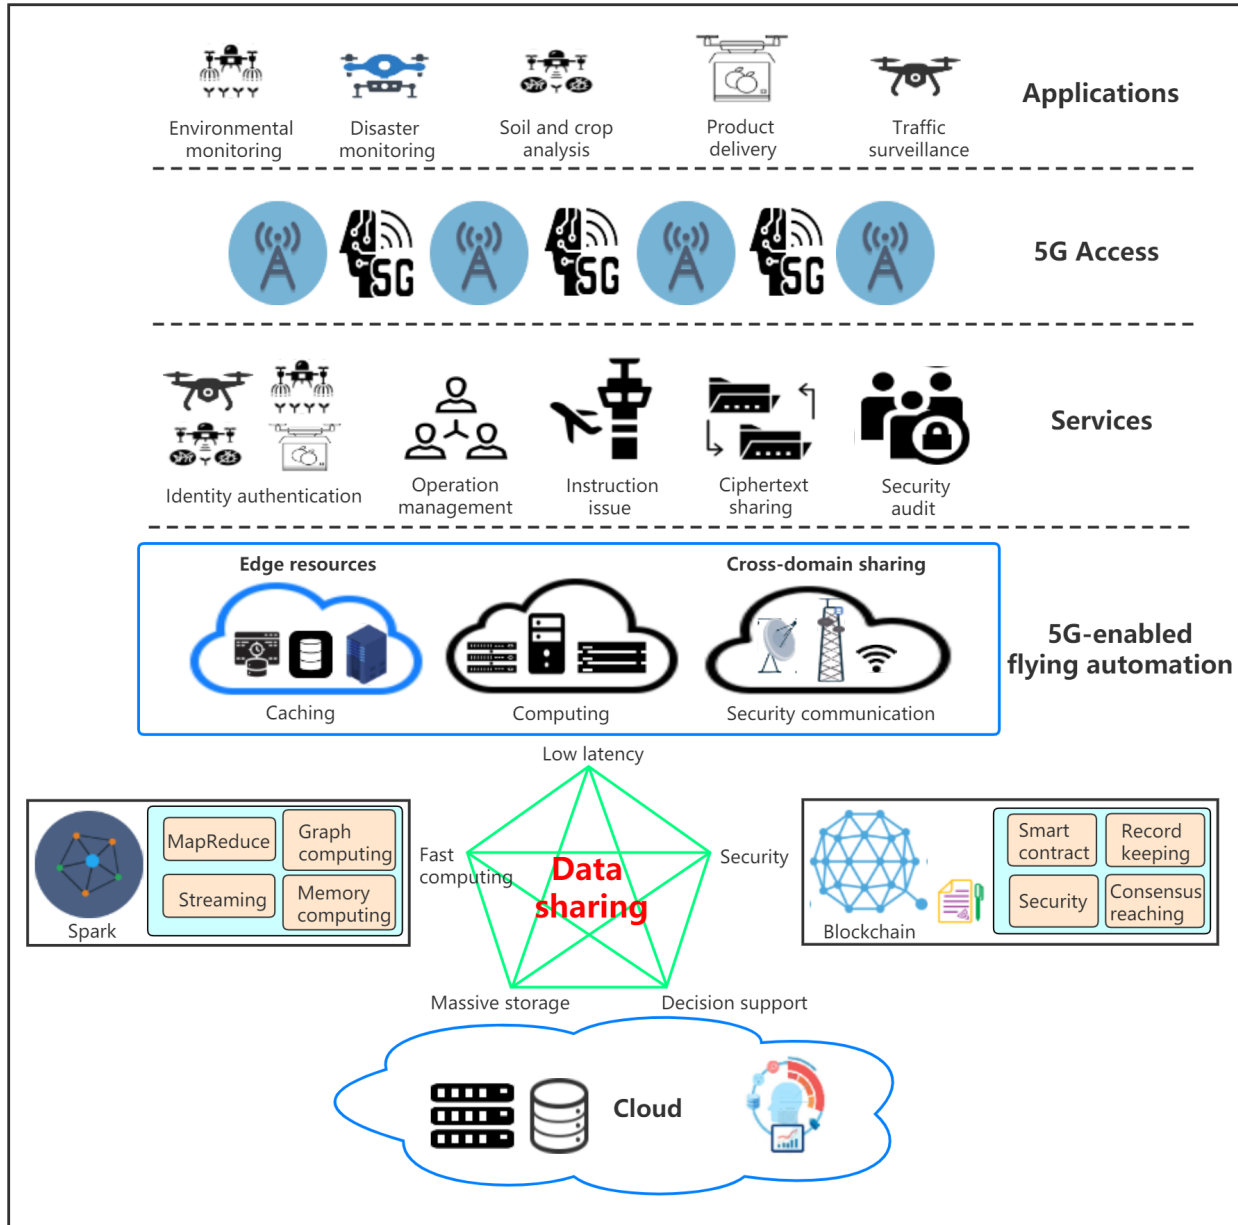 Environmental
monitoring
Disaster
monitoring
Soil and crop
analysis
Product
delivery
Traffic
surveillance
Applications
5G
5G
5G
5G Access
Services
Identity authentication
Operation
management
Instruction
issue
Ciphertext
sharing
Security
audit
Edge resources
Cross-domain sharing
Caching
Computing
Security communication
5G-enabled
flying automation
Low latency
Fast
computing
Security
Massive storage
Decision support
Data
sharing
Spark
MapReduce
Graph
computing
Streaming
Memory
computing
Blockchain
Smart
contract
Record
keeping
Security
Consensus
reaching
Cloud